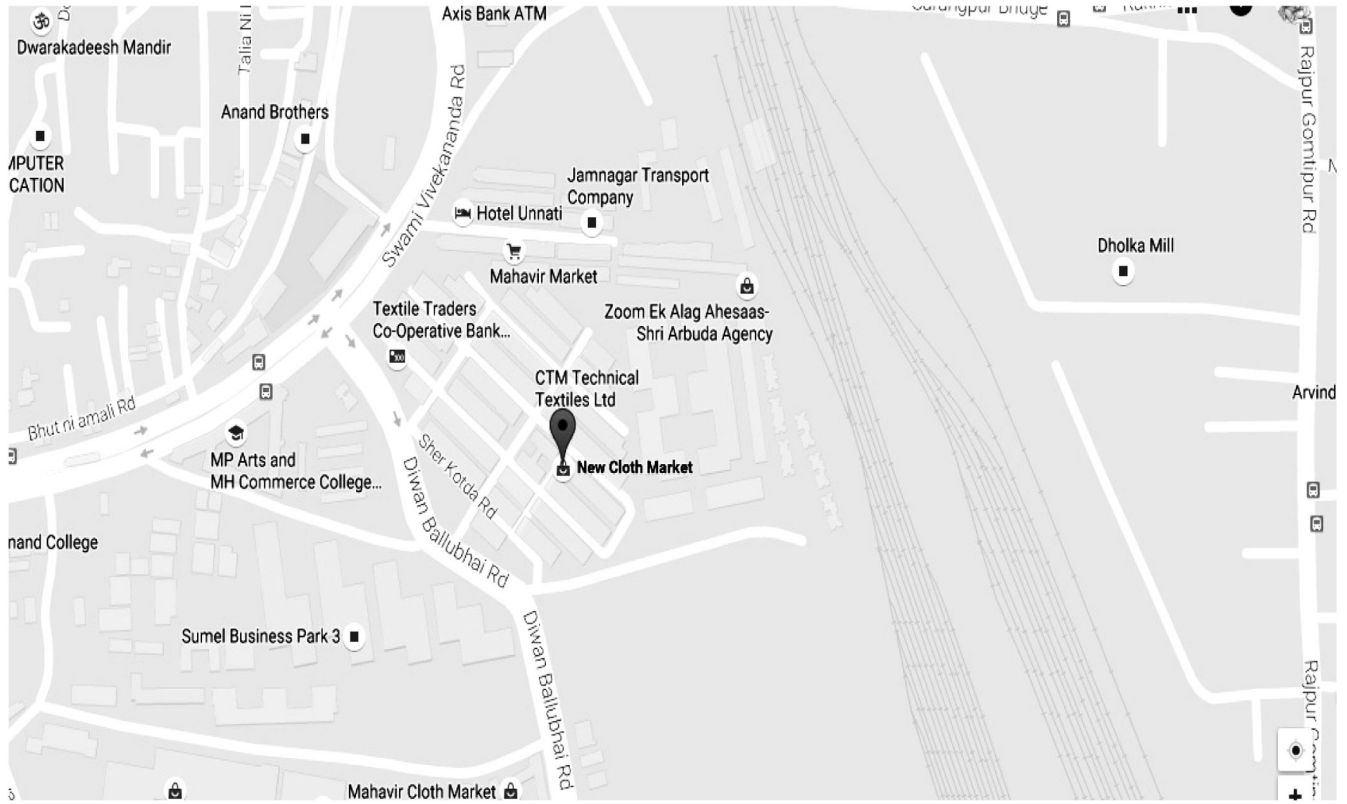 Axis Bank ATM
Dwarakadeesh Mandir
Talia Ni
Anand Brothers
Swami Vivekananda Rd
Rajpur Gomtipur Rd
Jamnagar Transport
Company
Hotel Unnati
Mahavir Market
Dholka Mill
Textile Traders
Co-Operative Bank...
Zoom Ek Alag Ahesaas-
Shri Arbuda Agency
CTM Technical
Textiles Ltd
Arvind
Bhut ni amali Rd
MP Arts and
MH Commerce College...
Sher Kotda Rd
New Cloth Market
Diwan Ballubhai Rd
nand College
Sumel Business Park 3
Diwan Ballubhai Rd
Rajpur
Mahavir Cloth Market